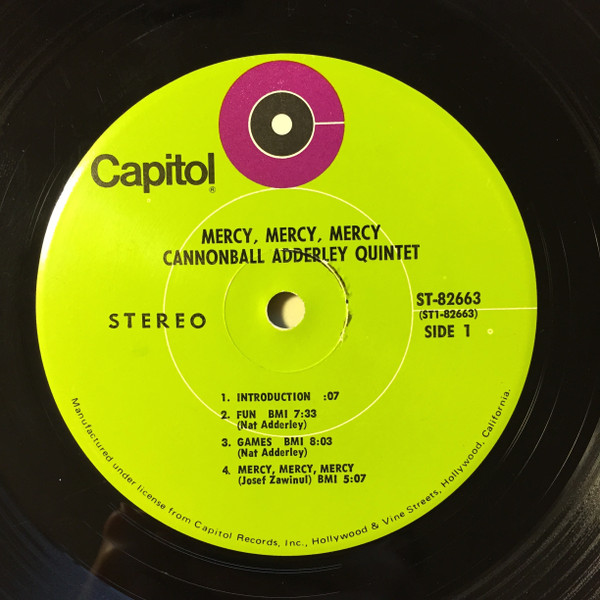 Capitol®
MERCY, MERCY, MERCY
CANNONBALL ADDERLEY QUINTET
STEREO
ST-82663
(ST1-82663)
SIDE 1
1. INTRODUCTION :07
2. FUN BMI 7:33
(Nat Adderley)
3. GAMES BMI 8:03
(Nat Adderley)
4. MERCY, MERCY, MERCY
(Josef Zawinul) BMI 5:07
Manufactured under license from Capitol Records, Inc., Hollywood & Vine Streets, Hollywood, California.